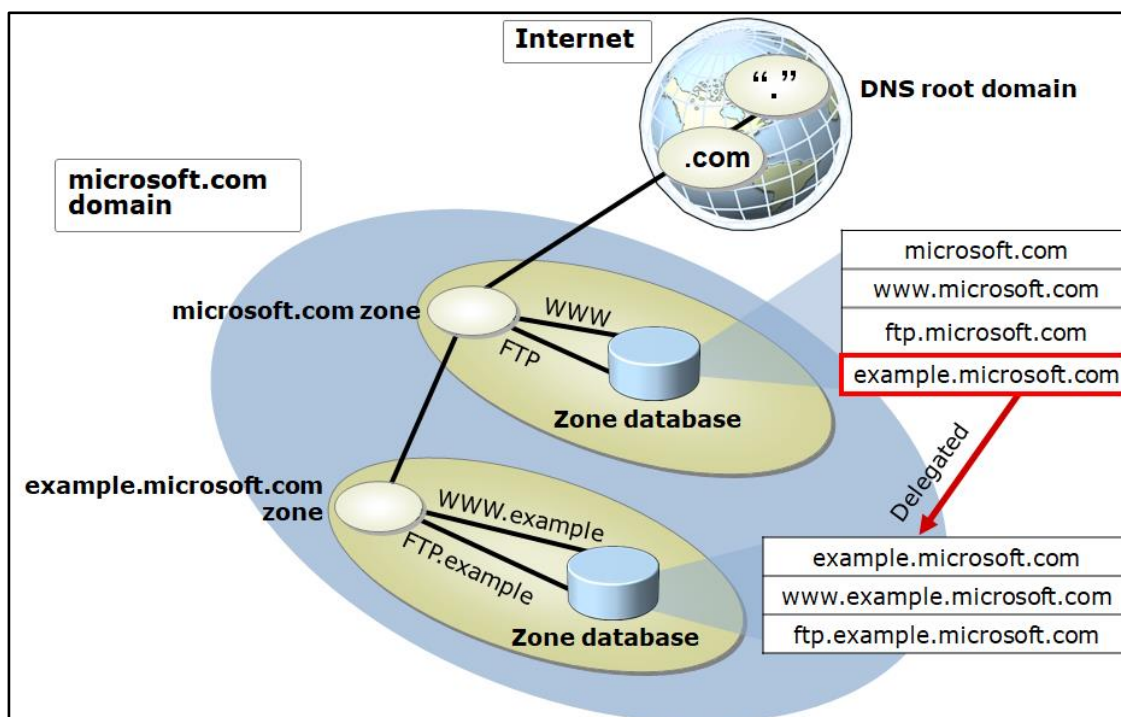 Internet
“.”
DNS root domain
.com
microsoft.com
domain
microsoft.com
www.microsoft.com
ftp.microsoft.com
example.microsoft.com
microsoft.com zone
WWW
FTP
Zone database
Delegated
example.microsoft.com
zone
WWW.example
FTP.example
Zone database
example.microsoft.com
www.example.microsoft.com
ftp.example.microsoft.com